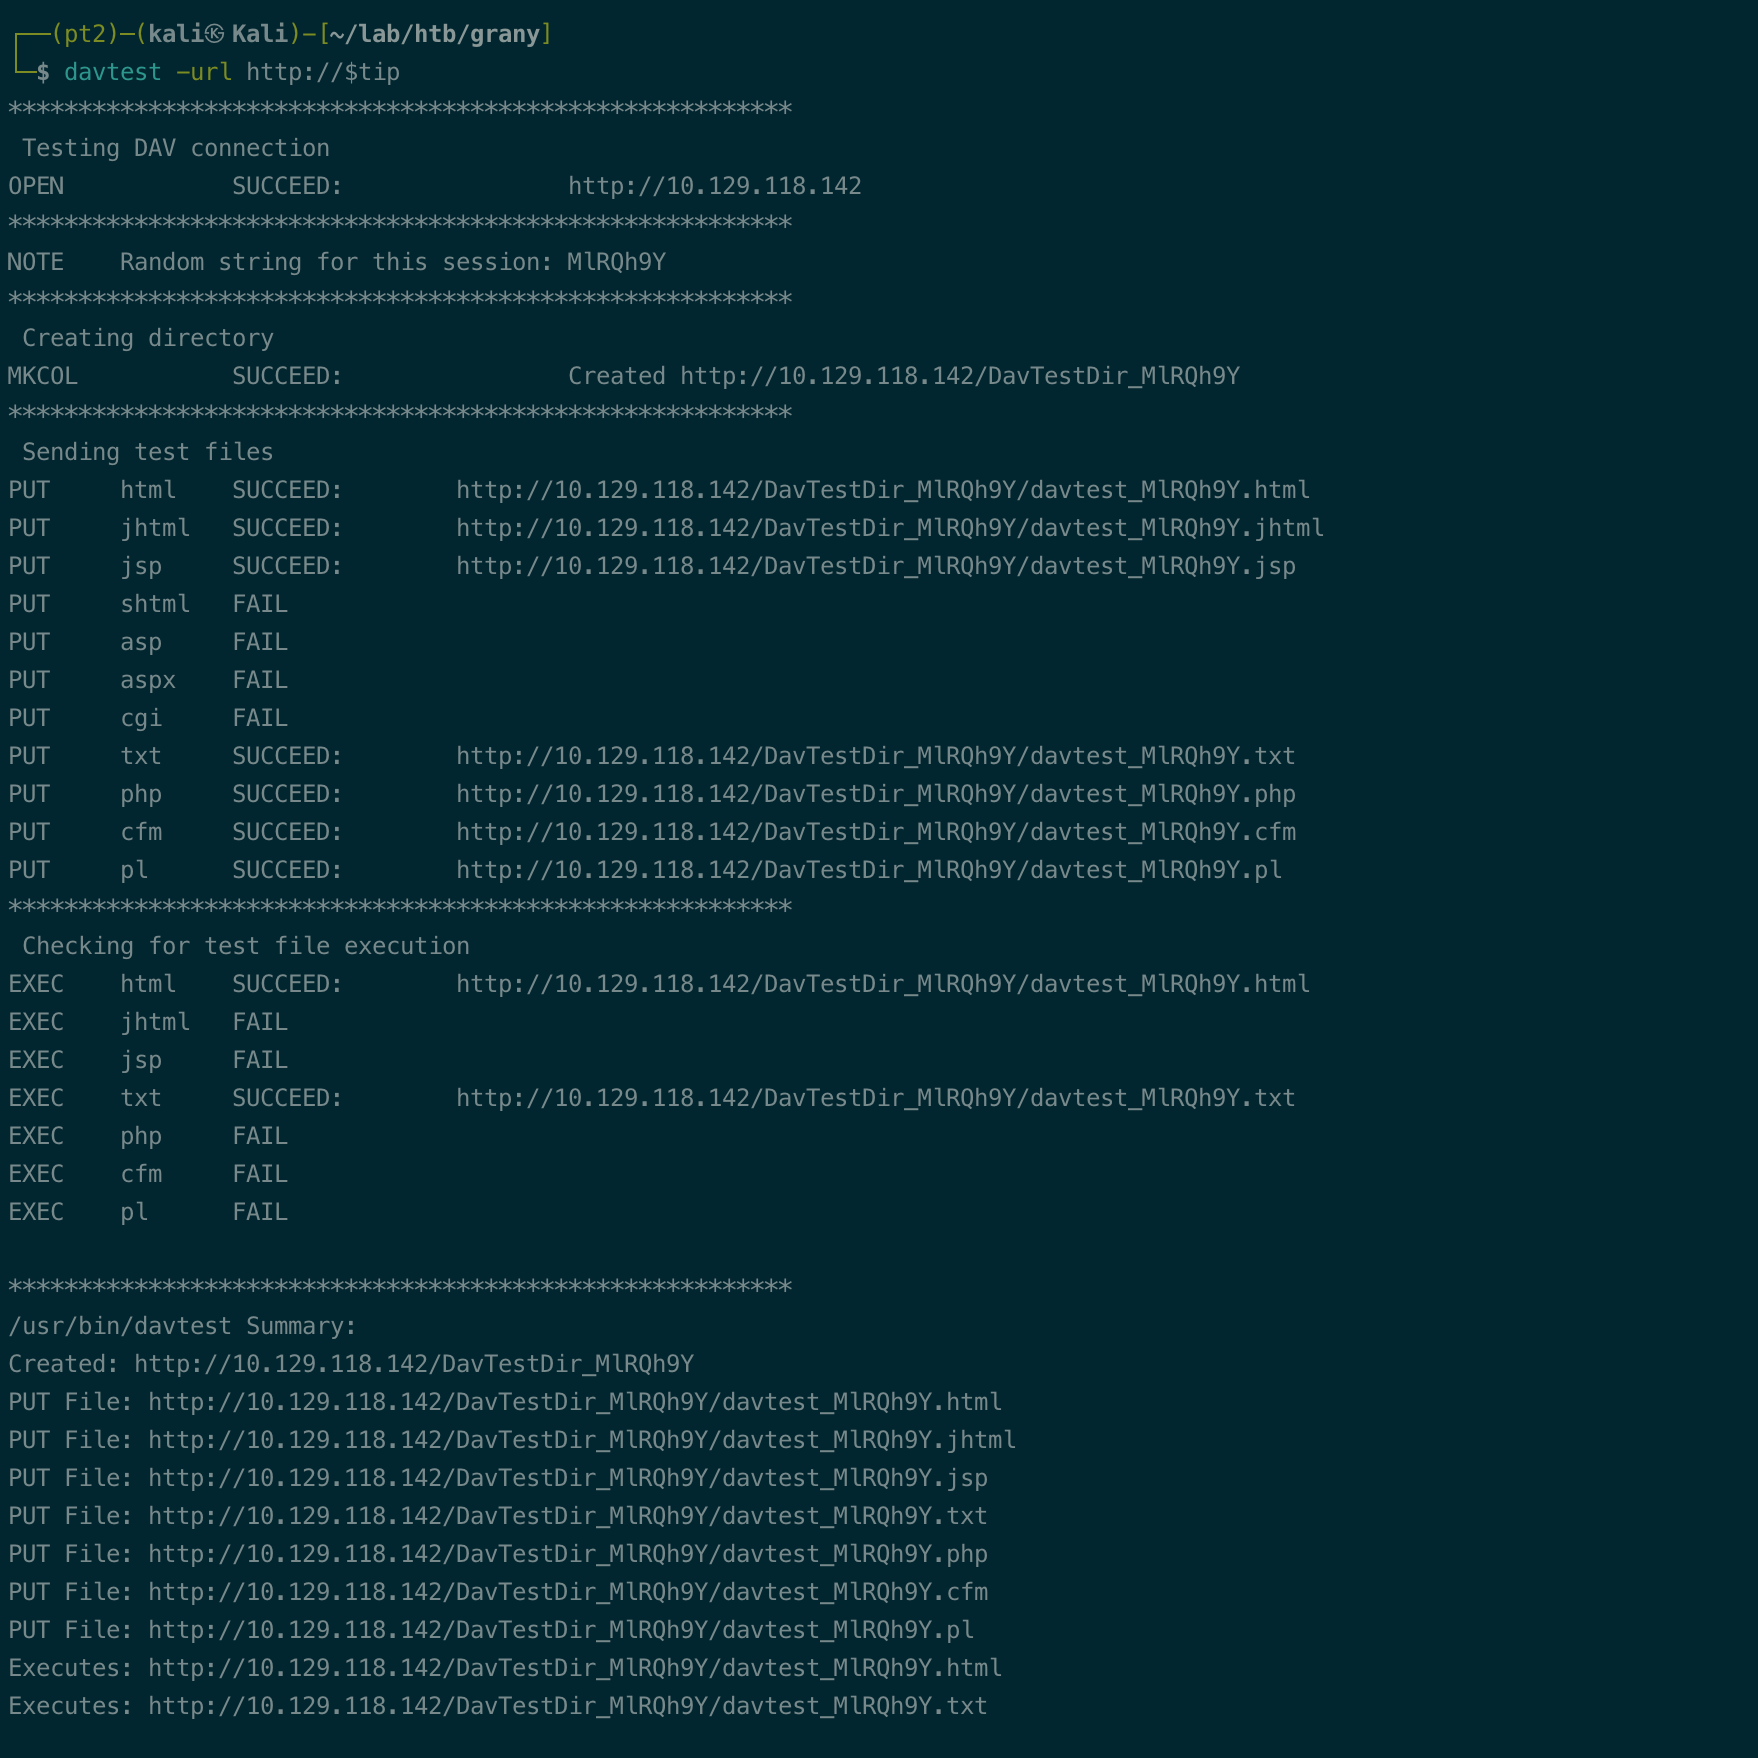 ┌──(pt2)─(kali㉿Kali)-[~/lab/htb/grany]
└─$ davtest -url http://$tip
********************************************************
 Testing DAV connection
OPEN            SUCCEED:                http://10.129.118.142
********************************************************
NOTE    Random string for this session: MlRQh9Y
********************************************************
 Creating directory
MKCOL           SUCCEED:                Created http://10.129.118.142/DavTestDir_MlRQh9Y
********************************************************
 Sending test files
PUT     html    SUCCEED:        http://10.129.118.142/DavTestDir_MlRQh9Y/davtest_MlRQh9Y.html
PUT     jhtml   SUCCEED:        http://10.129.118.142/DavTestDir_MlRQh9Y/davtest_MlRQh9Y.jhtml
PUT     jsp     SUCCEED:        http://10.129.118.142/DavTestDir_MlRQh9Y/davtest_MlRQh9Y.jsp
PUT     shtml   FAIL
PUT     asp     FAIL
PUT     aspx    FAIL
PUT     cgi     FAIL
PUT     txt     SUCCEED:        http://10.129.118.142/DavTestDir_MlRQh9Y/davtest_MlRQh9Y.txt
PUT     php     SUCCEED:        http://10.129.118.142/DavTestDir_MlRQh9Y/davtest_MlRQh9Y.php
PUT     cfm     SUCCEED:        http://10.129.118.142/DavTestDir_MlRQh9Y/davtest_MlRQh9Y.cfm
PUT     pl      SUCCEED:        http://10.129.118.142/DavTestDir_MlRQh9Y/davtest_MlRQh9Y.pl
********************************************************
 Checking for test file execution
EXEC    html    SUCCEED:        http://10.129.118.142/DavTestDir_MlRQh9Y/davtest_MlRQh9Y.html
EXEC    jhtml   FAIL
EXEC    jsp     FAIL
EXEC    txt     SUCCEED:        http://10.129.118.142/DavTestDir_MlRQh9Y/davtest_MlRQh9Y.txt
EXEC    php     FAIL
EXEC    cfm     FAIL
EXEC    pl      FAIL
********************************************************
/usr/bin/davtest Summary:
Created: http://10.129.118.142/DavTestDir_MlRQh9Y
PUT File: http://10.129.118.142/DavTestDir_MlRQh9Y/davtest_MlRQh9Y.html
PUT File: http://10.129.118.142/DavTestDir_MlRQh9Y/davtest_MlRQh9Y.jhtml
PUT File: http://10.129.118.142/DavTestDir_MlRQh9Y/davtest_MlRQh9Y.jsp
PUT File: http://10.129.118.142/DavTestDir_MlRQh9Y/davtest_MlRQh9Y.txt
PUT File: http://10.129.118.142/DavTestDir_MlRQh9Y/davtest_MlRQh9Y.php
PUT File: http://10.129.118.142/DavTestDir_MlRQh9Y/davtest_MlRQh9Y.cfm
PUT File: http://10.129.118.142/DavTestDir_MlRQh9Y/davtest_MlRQh9Y.pl
Executes: http://10.129.118.142/DavTestDir_MlRQh9Y/davtest_MlRQh9Y.html
Executes: http://10.129.118.142/DavTestDir_MlRQh9Y/davtest_MlRQh9Y.txt